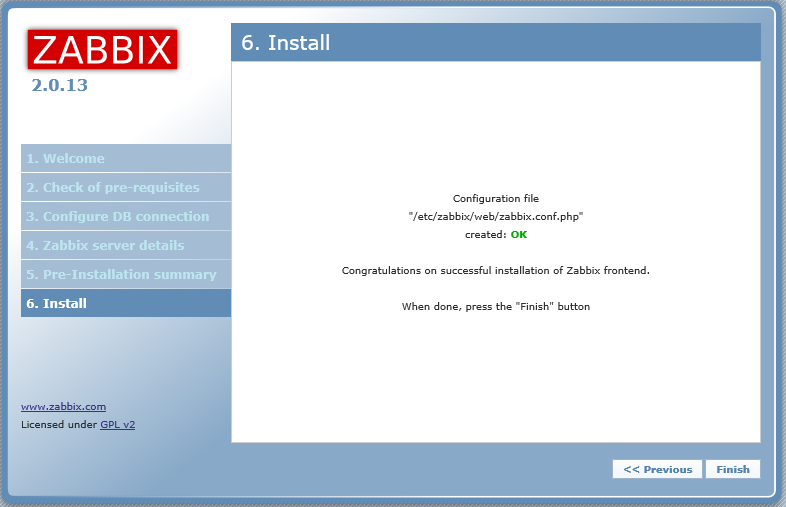 ZABBIX
2.0.13
1. Welcome
2. Check of pre-requisites
3. Configure DB connection
4. Zabbix server details
5. Pre-Installation summary
6. Install
www.zabbix.com
Licensed under GPL v2
6. Install
Configuration file
"/etc/zabbix/web/zabbix.conf.php"
created: OK
Congratulations on successful installation of Zabbix frontend.
When done, press the "Finish" button
<< Previous
Finish